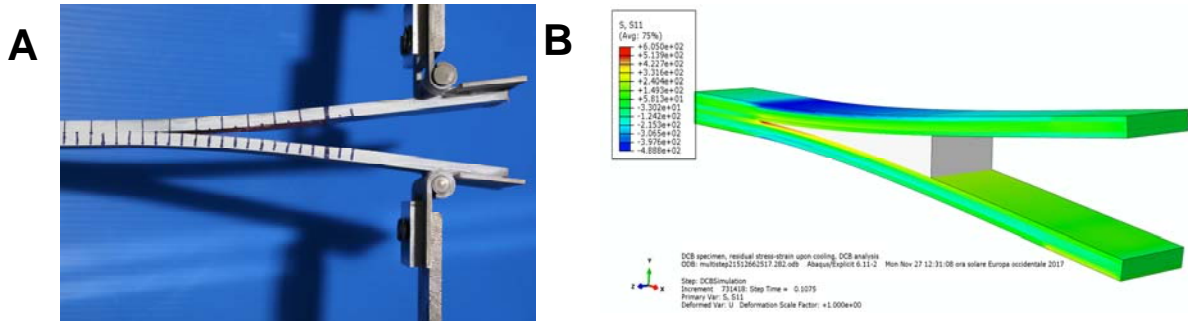 A
B
S, S11
(Avg: 75%)
+6.050e+02
+5.139e+02
+4.227e+02
+3.316e+02
+2.404e+02
+1.493e+02
+5.813e+01
-3.302e+01
-1.242e+02
-2.153e+02
-3.065e+02
-3.976e+02
-4.888e+02
DCB specimen, residual stress-strain upon cooling, DCB analysis
ODB: multistep21512662517.282.odb Abaqus/Explicit 6.11-2 Mon Nov 27 12:31:08 ora solare Europa occidentale 2017
Y
Z
X
Step: DCBSimulation
Increment 731418: Step Time = 0.1075
Primary Var: S, S11
Deformed Var: U Deformation Scale Factor: +1.000e+00